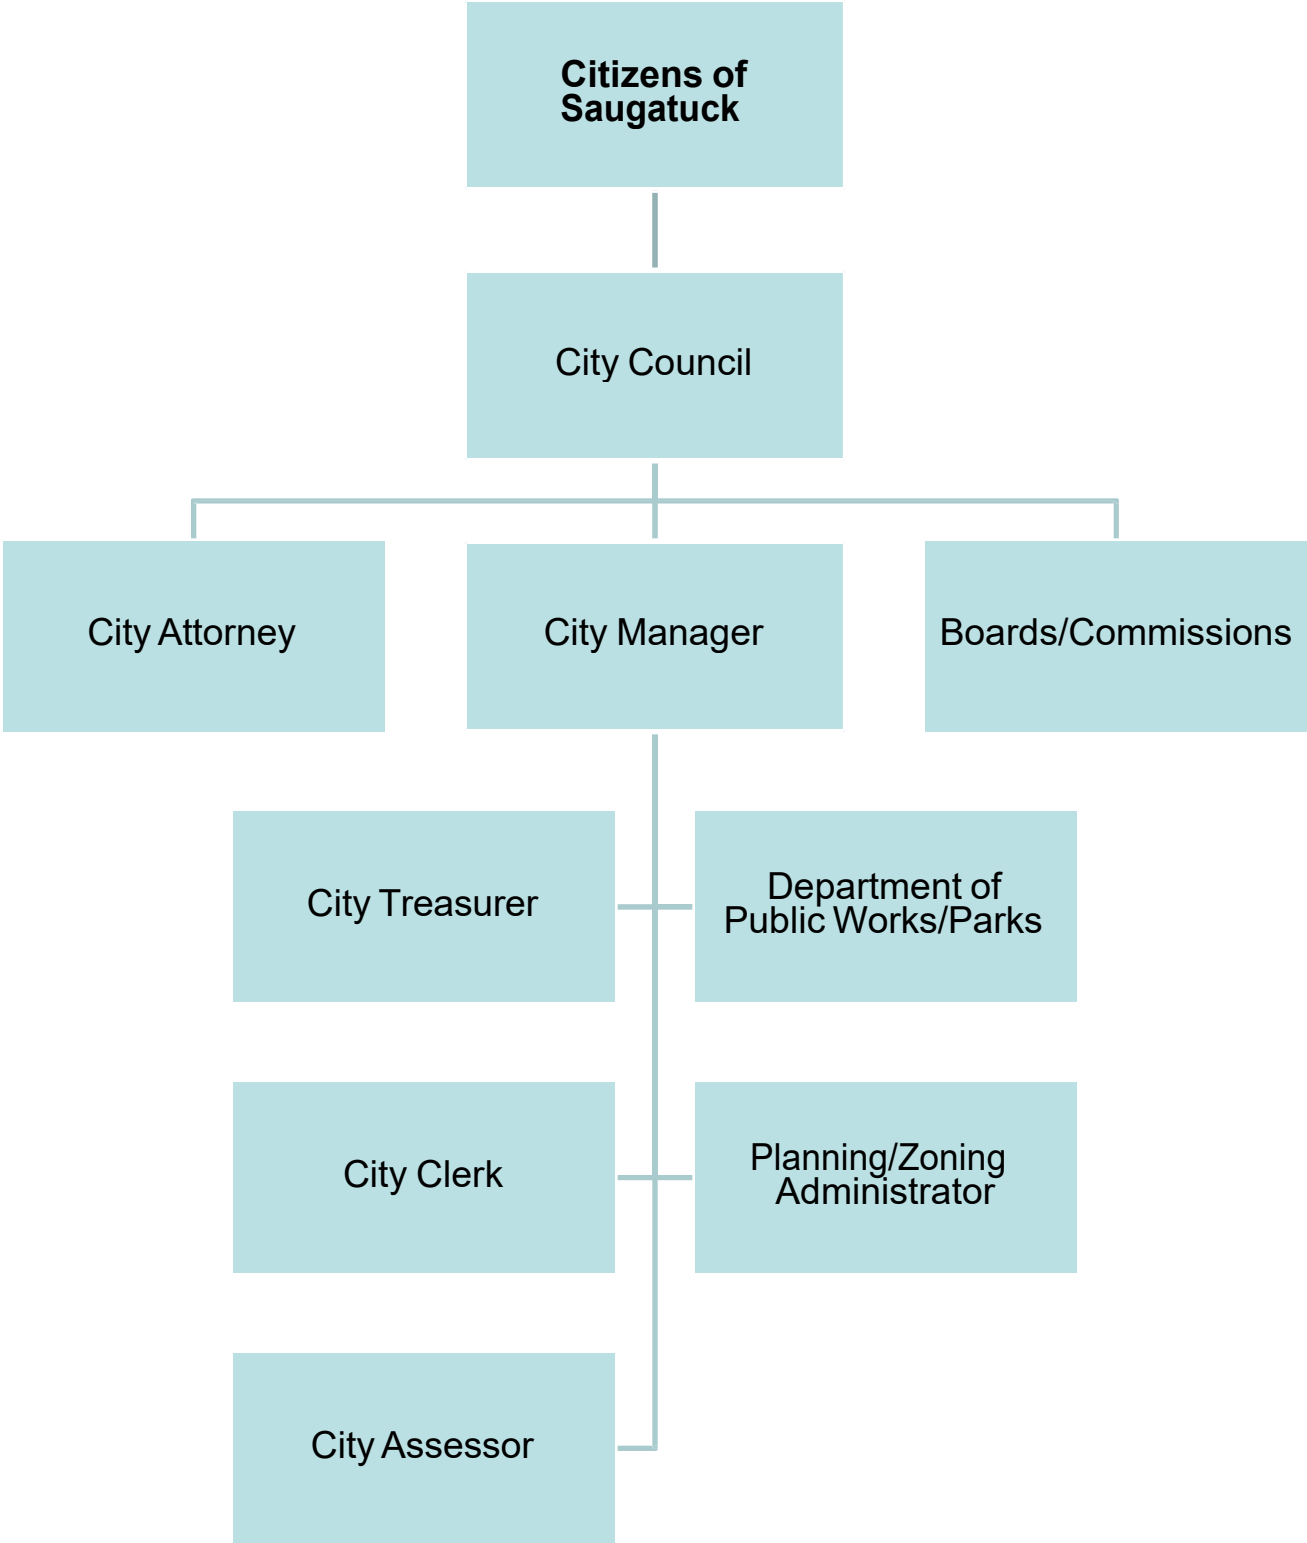 Citizens of
Saugatuck
City Council
City Attorney
City Manager
Boards/Commissions
City Treasurer
Department of
Public Works/Parks
City Clerk
Planning/Zoning
Administrator
City Assessor